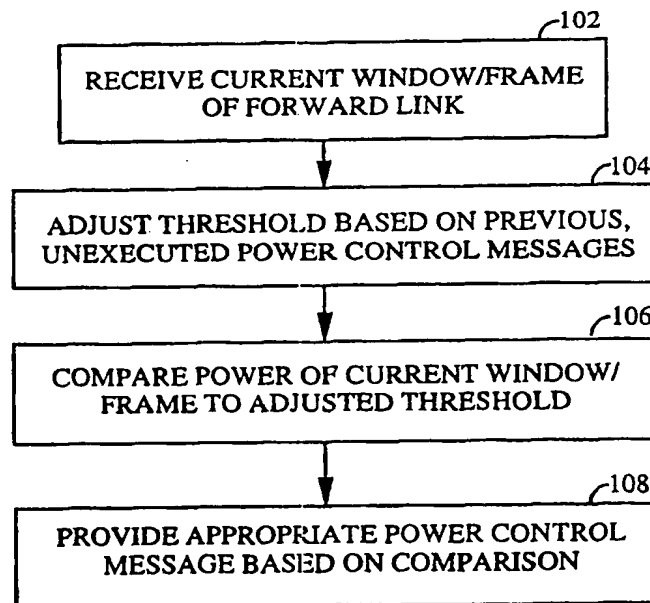 102
RECEIVE CURRENT WINDOW/FRAME
OF FORWARD LINK
104
ADJUST THRESHOLD BASED ON PREVIOUS,
UNEXECUTED POWER CONTROL MESSAGES
106
COMPARE POWER OF CURRENT WINDOW/
FRAME TO ADJUSTED THRESHOLD
108
PROVIDE APPROPRIATE POWER CONTROL
MESSAGE BASED ON COMPARISON